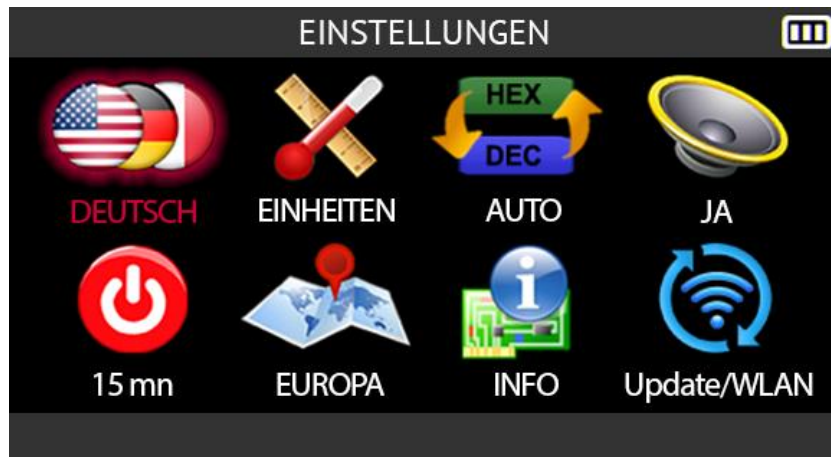 EINSTELLUNGEN
HEX
DEC
DEUTSCH EINHEITEN AUTO JA
15 mn EUROPA INFO Update/WLAN